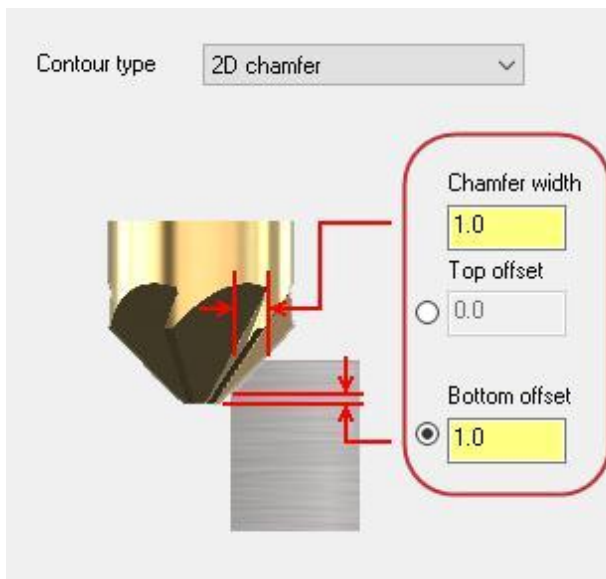 Contour type 2D chamfer
Chamfer width
1.0
Top offset
0.0
Bottom offset
1.0